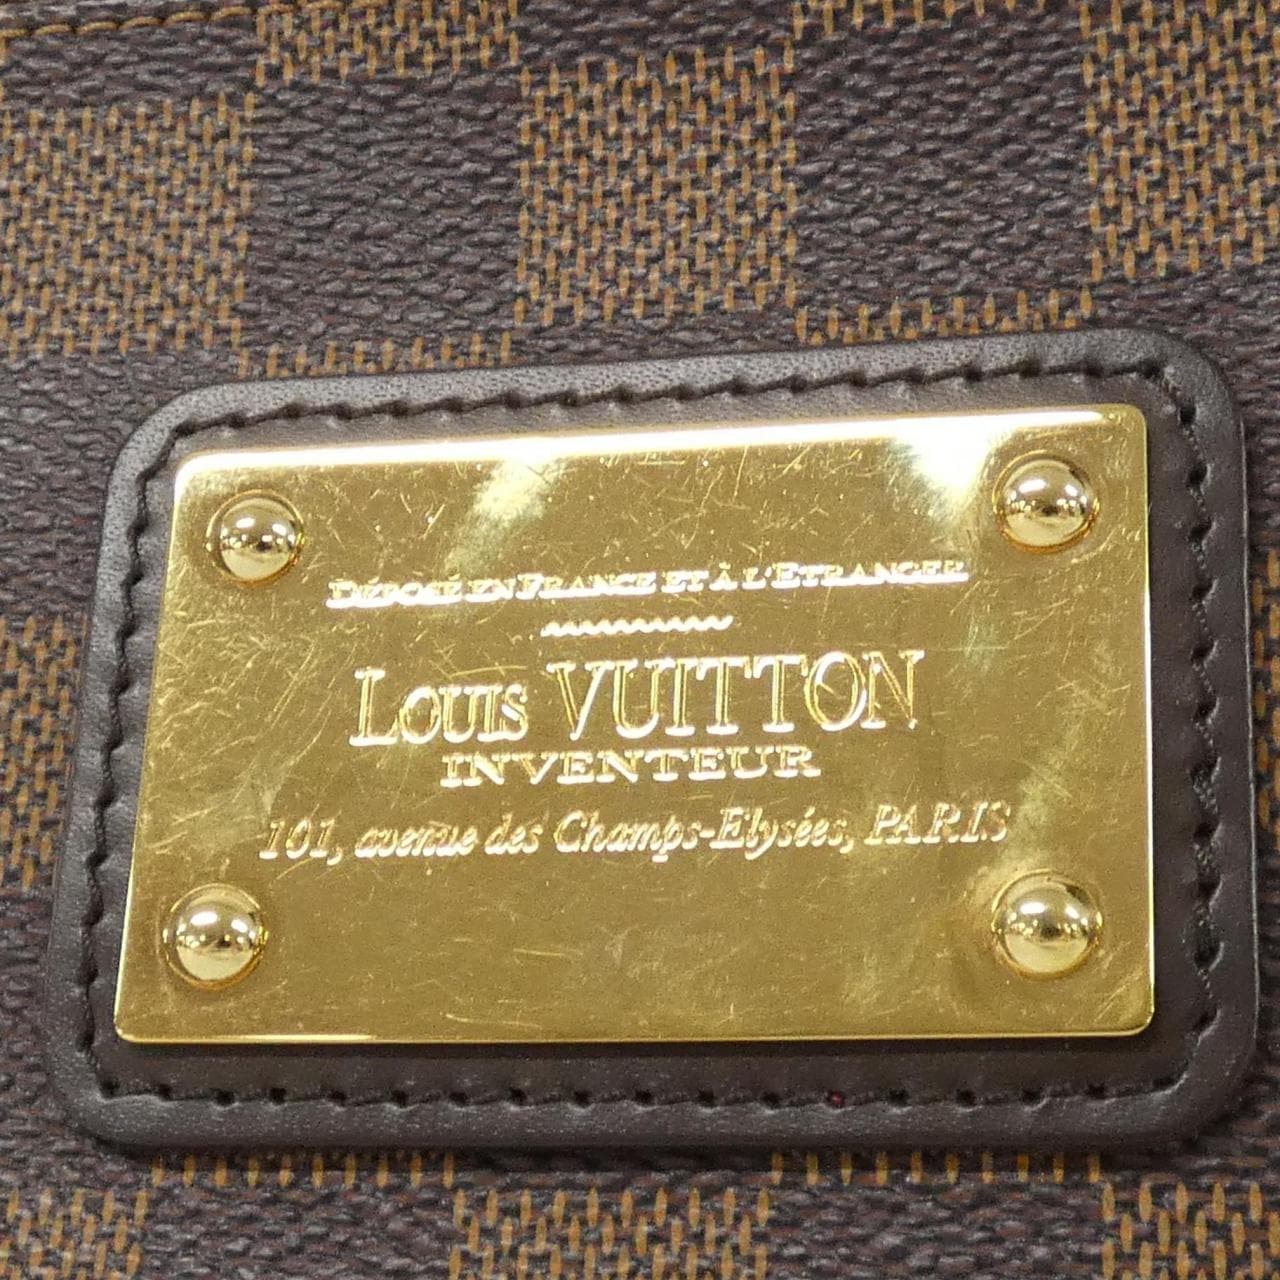 DÉPOSÉ EN FRANCE ET À L'ETRANGER
LOUIS VUITTON
INVENTEUR
101, avenue des Champs-Elysées, PARIS